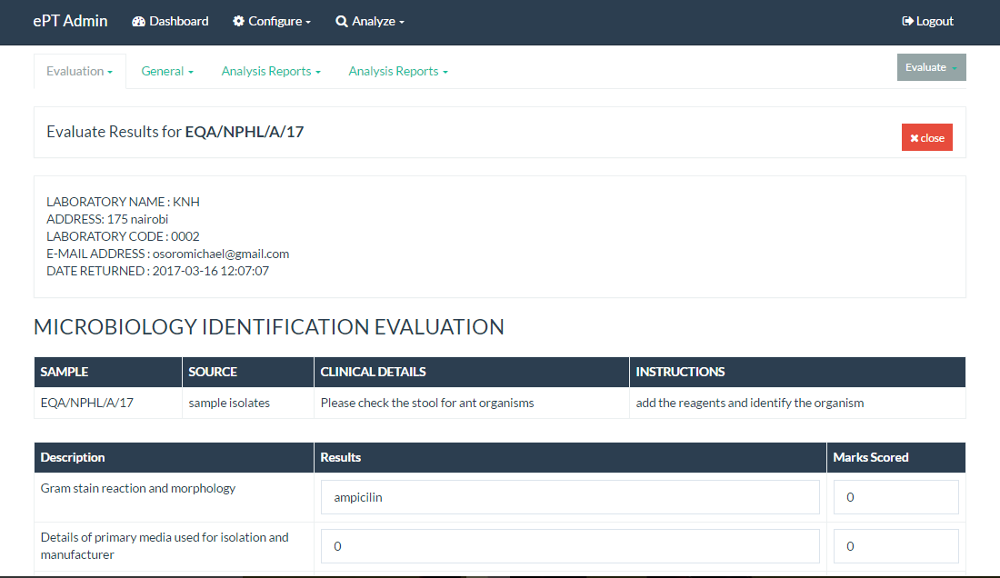 ePT Admin Dashboard Configure Analyze Logout
Evaluation General Analysis Reports Analysis Reports Evaluate
Evaluate Results for EQA/NPHL/A/17
close
LABORATORY NAME : KNH
ADDRESS: 175 nairobi
LABORATORY CODE : 0002
E-MAIL ADDRESS : osoromichael@gmail.com
DATE RETURNED : 2017-03-16 12:07:07
MICROBIOLOGY IDENTIFICATION EVALUATION
SAMPLE SOURCE CLINICAL DETAILS INSTRUCTIONS
EQA/NPHL/A/17 sample isolates Please check the stool for ant organisms add the reagents and identify the organism
Description Results Marks Scored
Gram stain reaction and morphology
ampicilin 0
Details of primary media used for isolation and
manufacturer
0 0